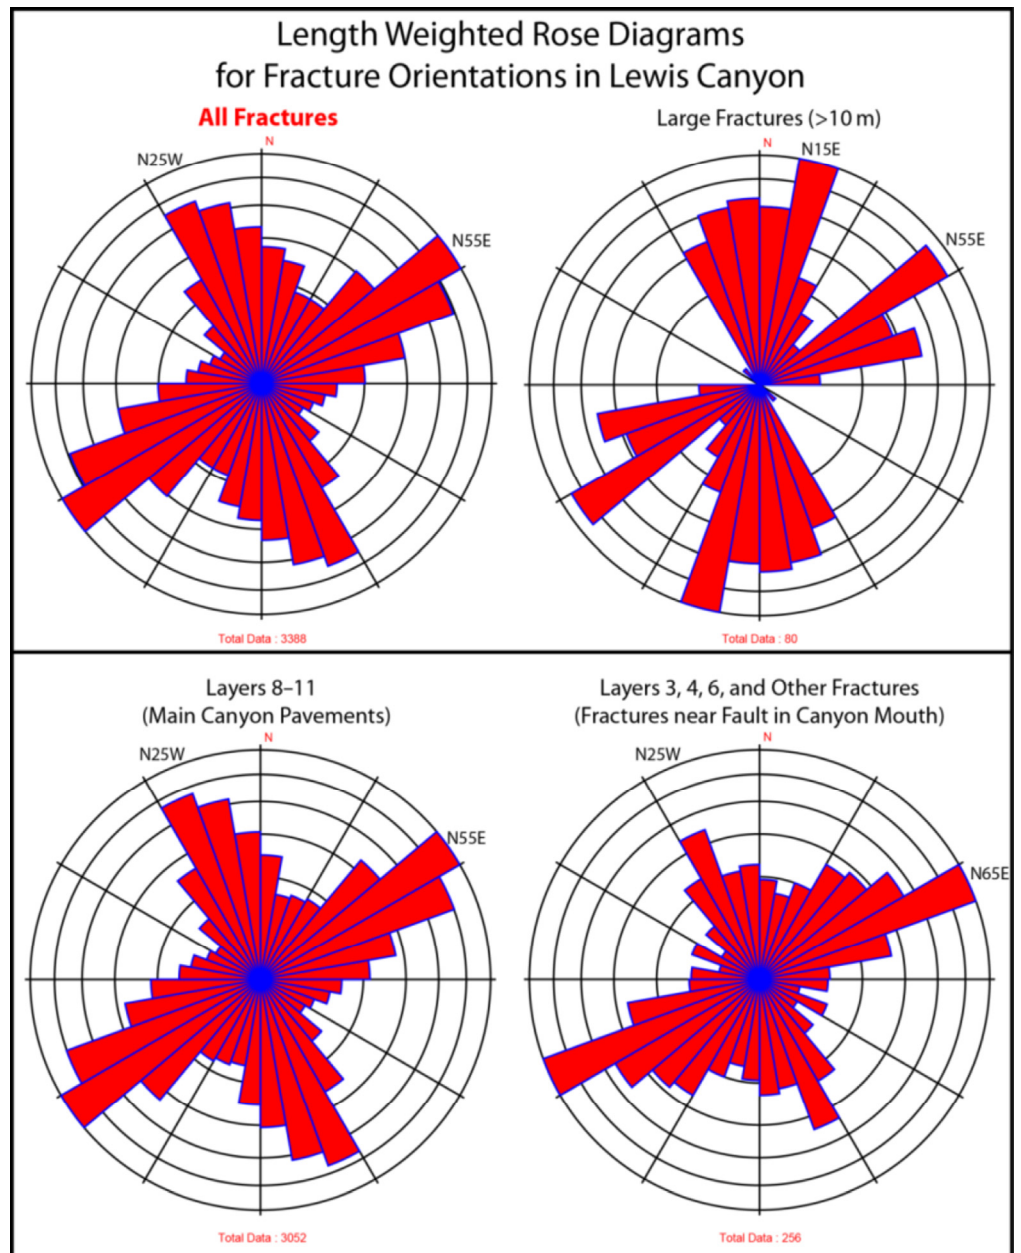 Length Weighted Rose Diagrams
for Fracture Orientations in Lewis Canyon
All Fractures
N
N25W
N55E
Total Data : 3388
Large Fractures (>10 m)
N
N15E
N55E
Total Data : 80
Layers 8–11
(Main Canyon Pavements)
N
N25W
N55E
Total Data : 3052
Layers 3, 4, 6, and Other Fractures
(Fractures near Fault in Canyon Mouth)
N
N25W
N65E
Total Data : 256